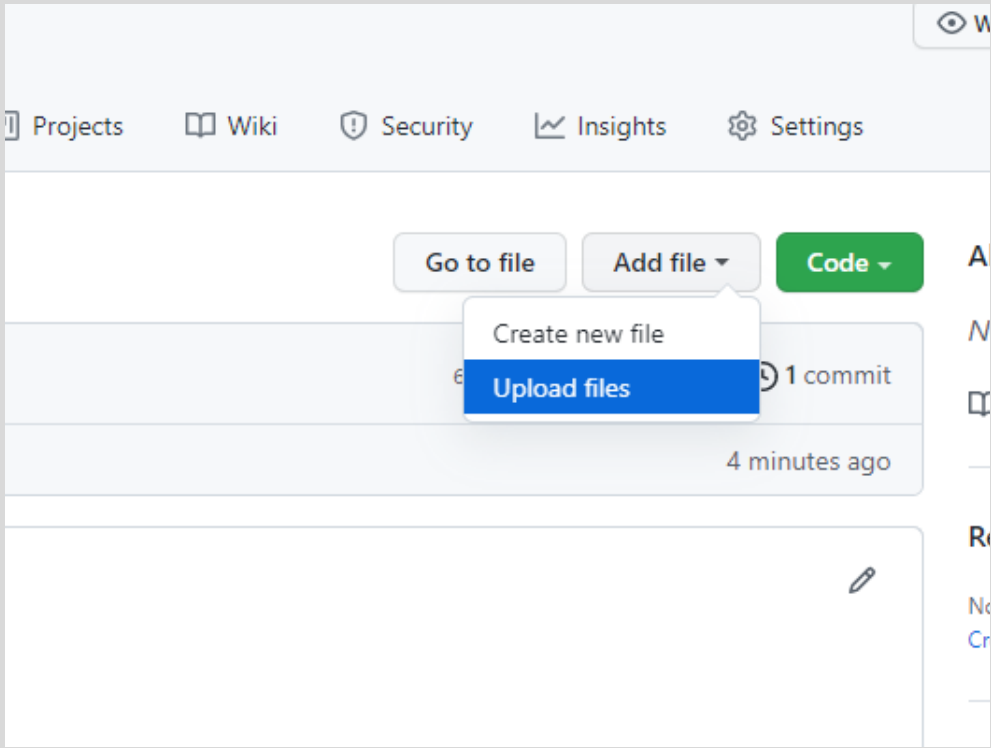 Projects Wiki Security Insights Settings
Go to file Add file Code
Create new file
Upload files
1 commit
4 minutes ago